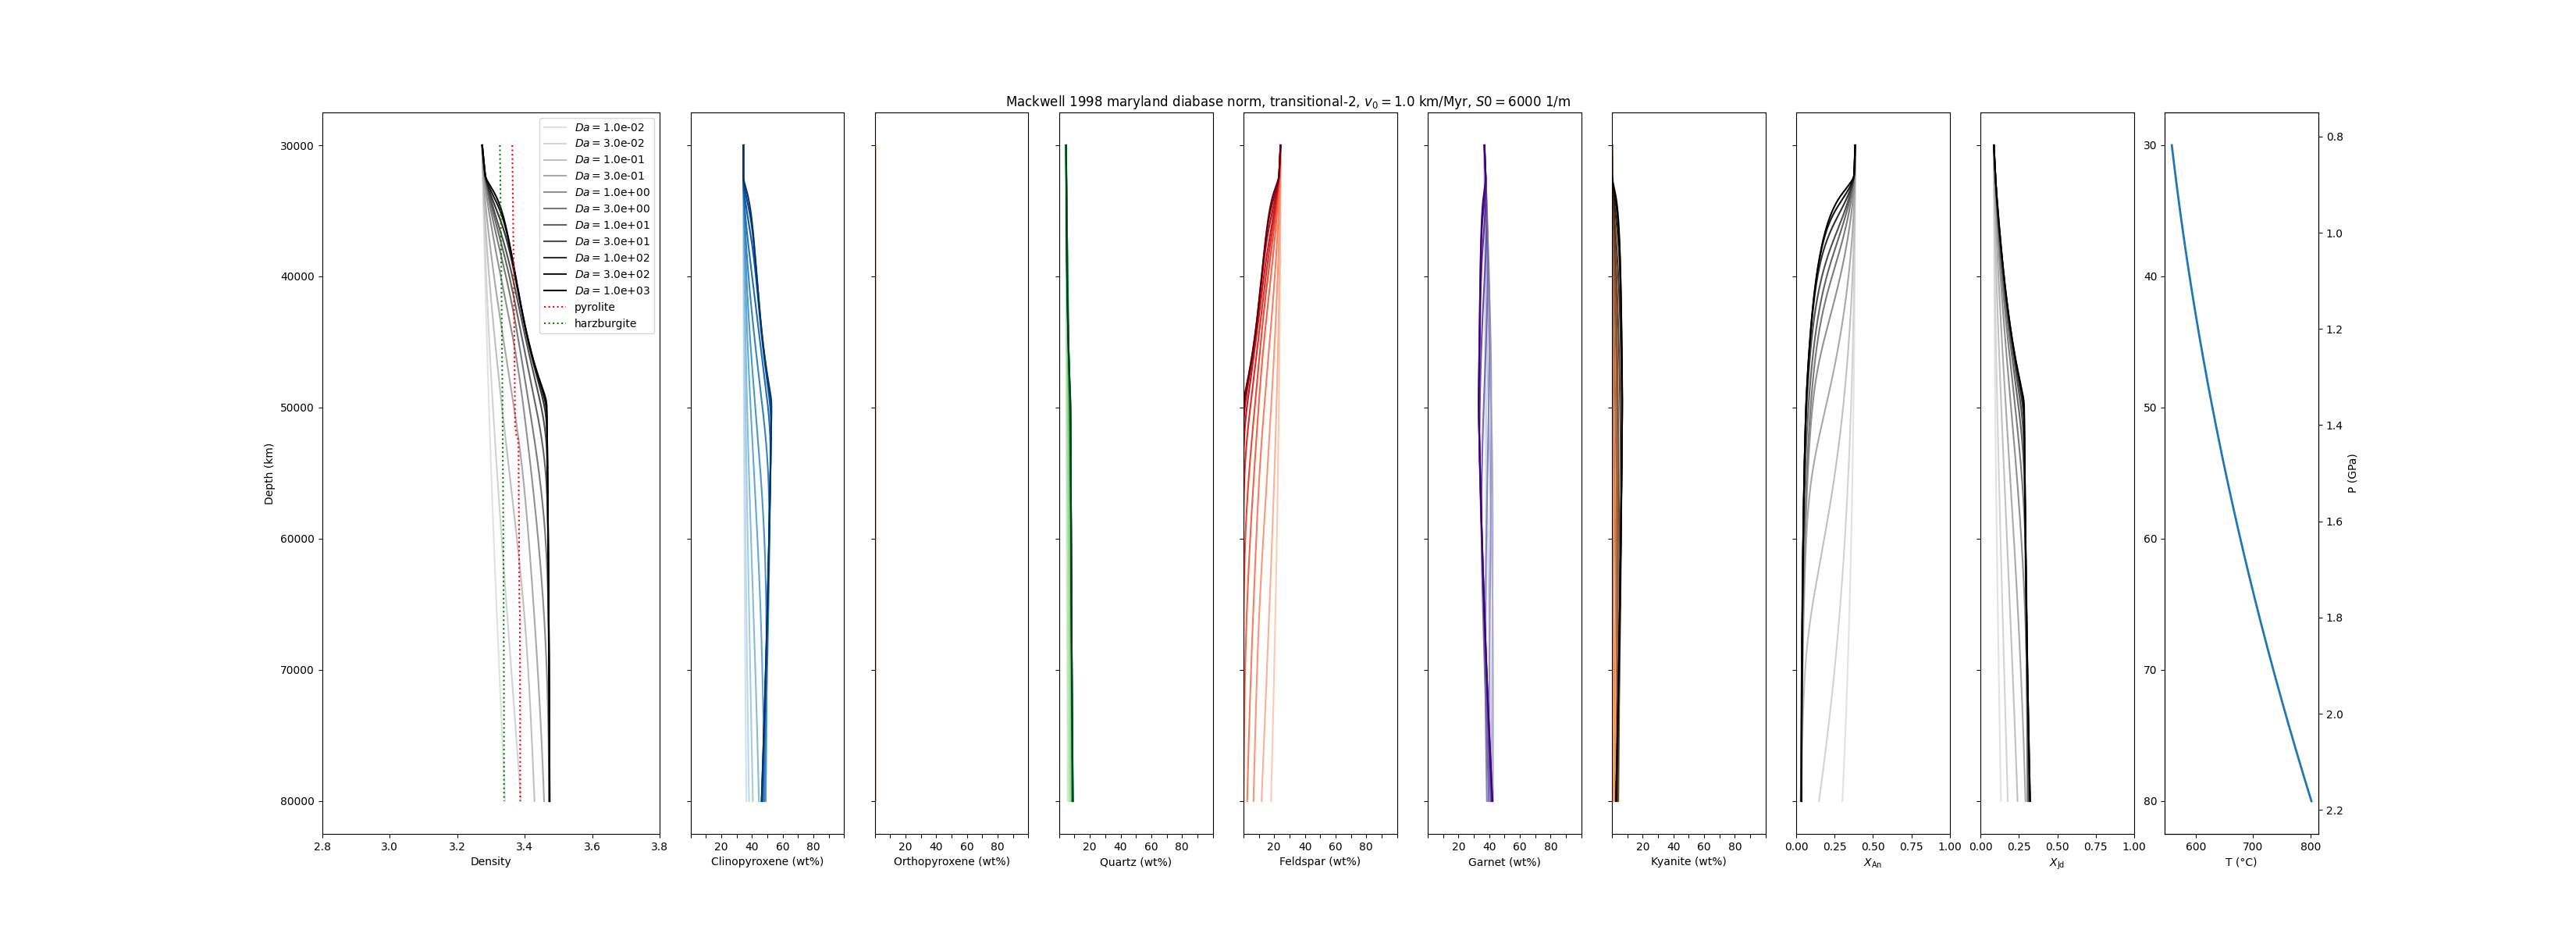 Mackwell 1998 maryland diabase norm, transitional-2, v₀ = 1.0 km/Myr, S0 = 6000 1/m
Da = 1.0e-02
Da = 3.0e-02
Da = 1.0e-01
Da = 3.0e-01
Da = 1.0e+00
Da = 3.0e+00
Da = 1.0e+01
Da = 3.0e+01
Da = 1.0e+02
Da = 3.0e+02
Da = 1.0e+03
pyrolite
harzburgite
Depth (km)
30000
40000
50000
60000
70000
80000
2.8 3.0 3.2 3.4 3.6 3.8
Density
20 40 60 80
Clinopyroxene (wt%)
20 40 60 80
Orthopyroxene (wt%)
20 40 60 80
Quartz (wt%)
20 40 60 80
Feldspar (wt%)
20 40 60 80
Garnet (wt%)
20 40 60 80
Kyanite (wt%)
0.00 0.25 0.50 0.75 1.00
X_An
0.00 0.25 0.50 0.75 1.00
X_Jd
30
40
50
60
70
80
600 700 800
T (°C)
0.8
1.0
1.2
1.4
1.6
1.8
2.0
2.2
P (GPa)